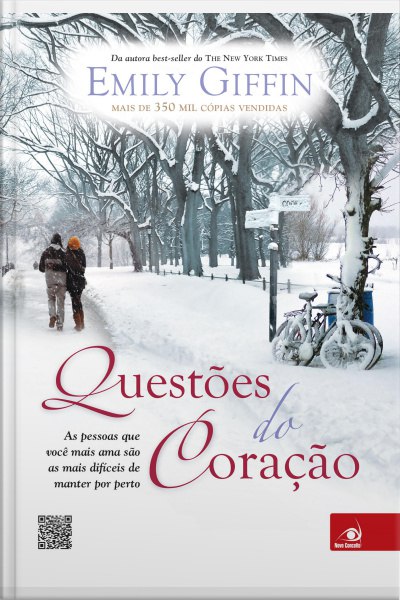 Da autora best-seller do THE NEW YORK TIMES
EMILY GIFFIN
MAIS DE 350 MIL CÓPIAS VENDIDAS
Questões
do
Coração
As pessoas que
você mais ama são
as mais difíceis de
manter por perto
Novo Conceito